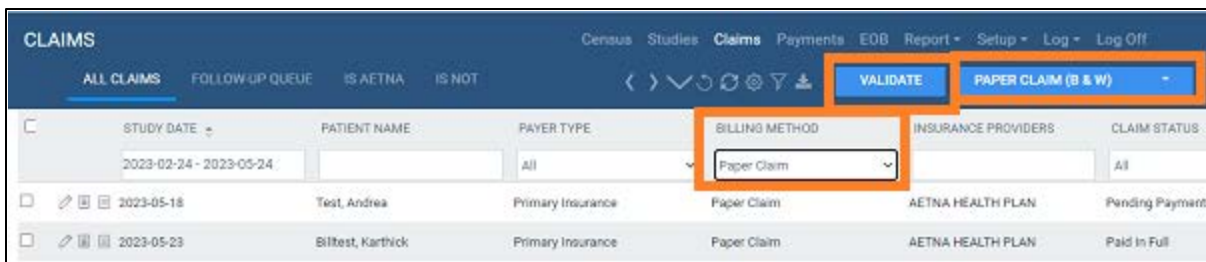 CLAIMS Census Studies Claims Payments EOB Report Setup Log Log Off
ALL CLAIMS FOLLOW-UP QUEUE IS AETNA IS NOT VALIDATE PAPER CLAIM (B & W)
STUDY DATE PATIENT NAME PAYER TYPE BILLING METHOD INSURANCE PROVIDERS CLAIM STATUS
2023-02-24 - 2023-05-24 All Paper Claim All
2023-05-18 Test, Andrea Primary Insurance Paper Claim AETNA HEALTH PLAN Pending Payment
2023-05-23 Billtest, Karthick Primary Insurance Paper Claim AETNA HEALTH PLAN Paid In Full